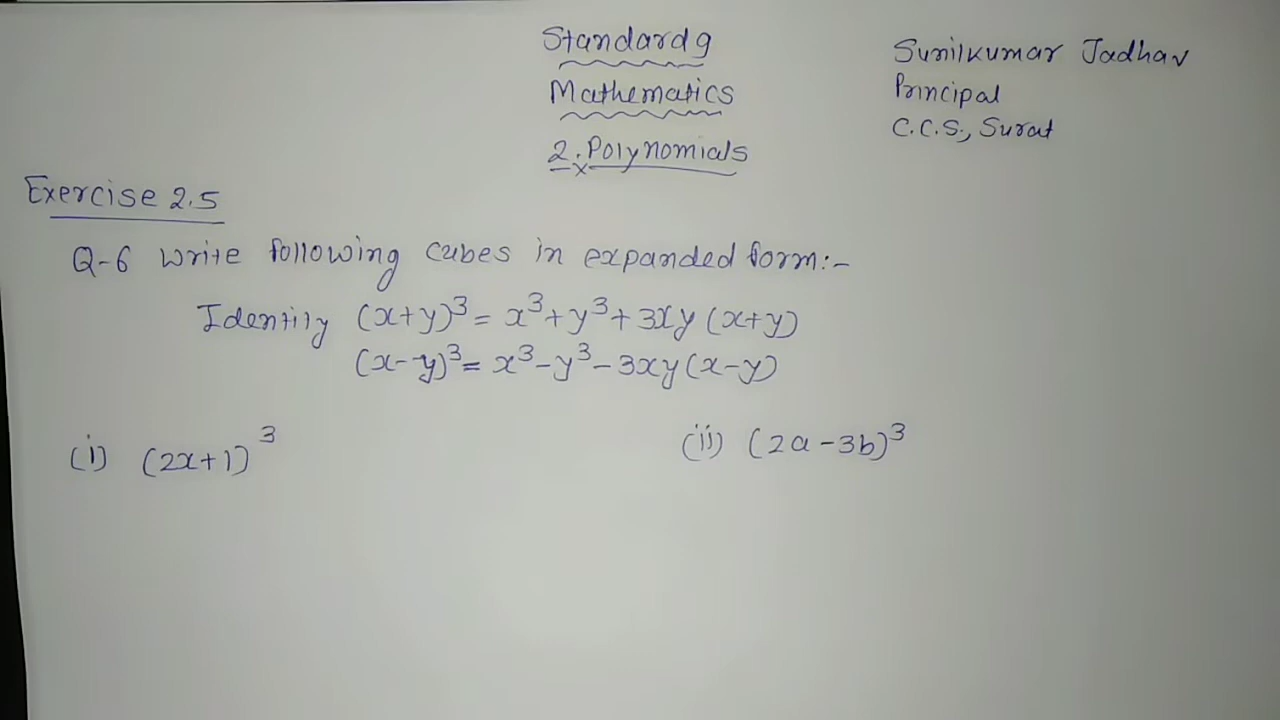 Standard 9
Mathematics
2. Polynomials
Sunilkumar Jadhav
Principal
C.C.S., Surat
Exercise 2.5
Q-6 Write following cubes in expanded form:-
Identity (x+y)³ = x³+y³+3xy(x+y)
(x-y)³ = x³-y³-3xy(x-y)
(i) (2x+1)³
(ii) (2a-3b)³